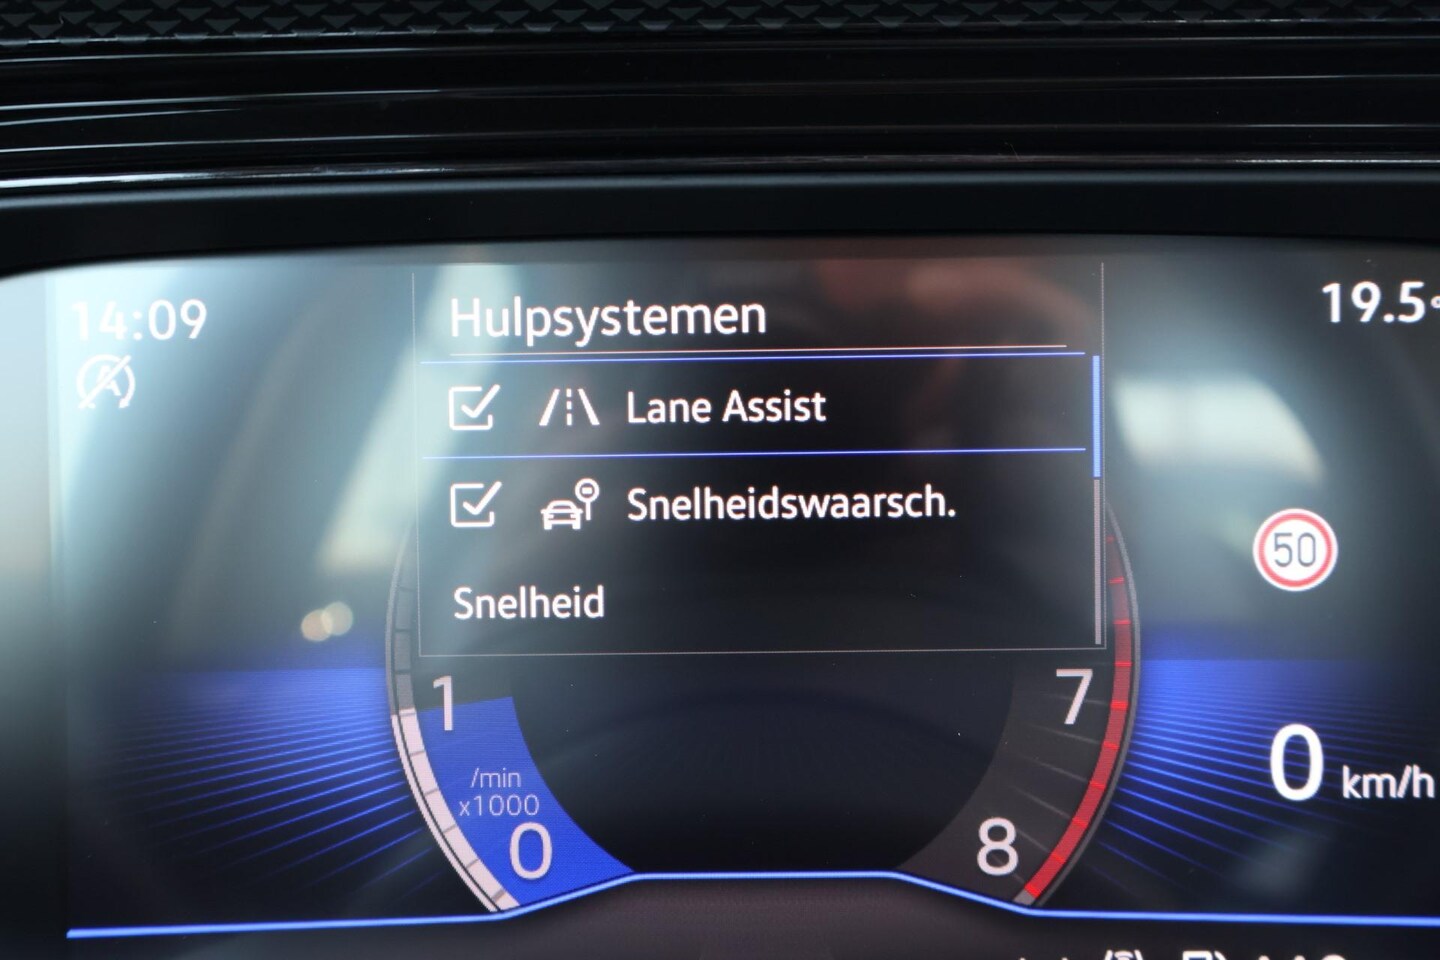 14:09
Hulpsystemen
19.5°
Lane Assist
Snelheidswaarsch.
50
Snelheid
1
7
/min
x1000
0
8
0 km/h